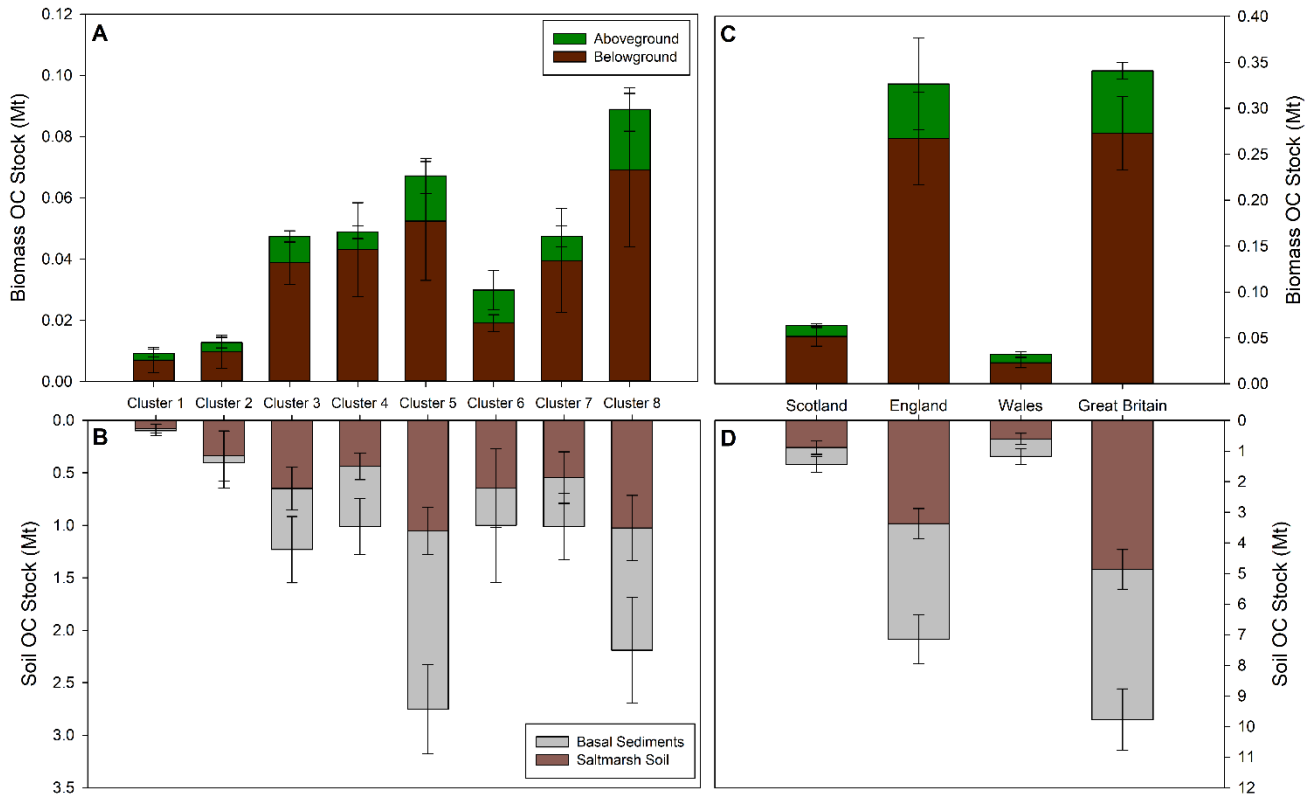 A
Aboveground
Belowground
0.12
0.10
0.08
0.06
0.04
0.02
0.00
Biomass OC Stock (Mt)
C
0.40
0.35
0.30
0.25
0.20
0.15
0.10
0.05
0.00
Biomass OC Stock (Mt)
Cluster 1 Cluster 2 Cluster 3 Cluster 4 Cluster 5 Cluster 6 Cluster 7 Cluster 8
Scotland England Wales Great Britain
B
0.0
0.5
1.0
1.5
2.0
2.5
3.0
3.5
Soil OC Stock (Mt)
Basal Sediments
Saltmarsh Soil
D
0
1
2
3
4
5
6
7
8
9
10
11
12
Soil OC Stock (Mt)